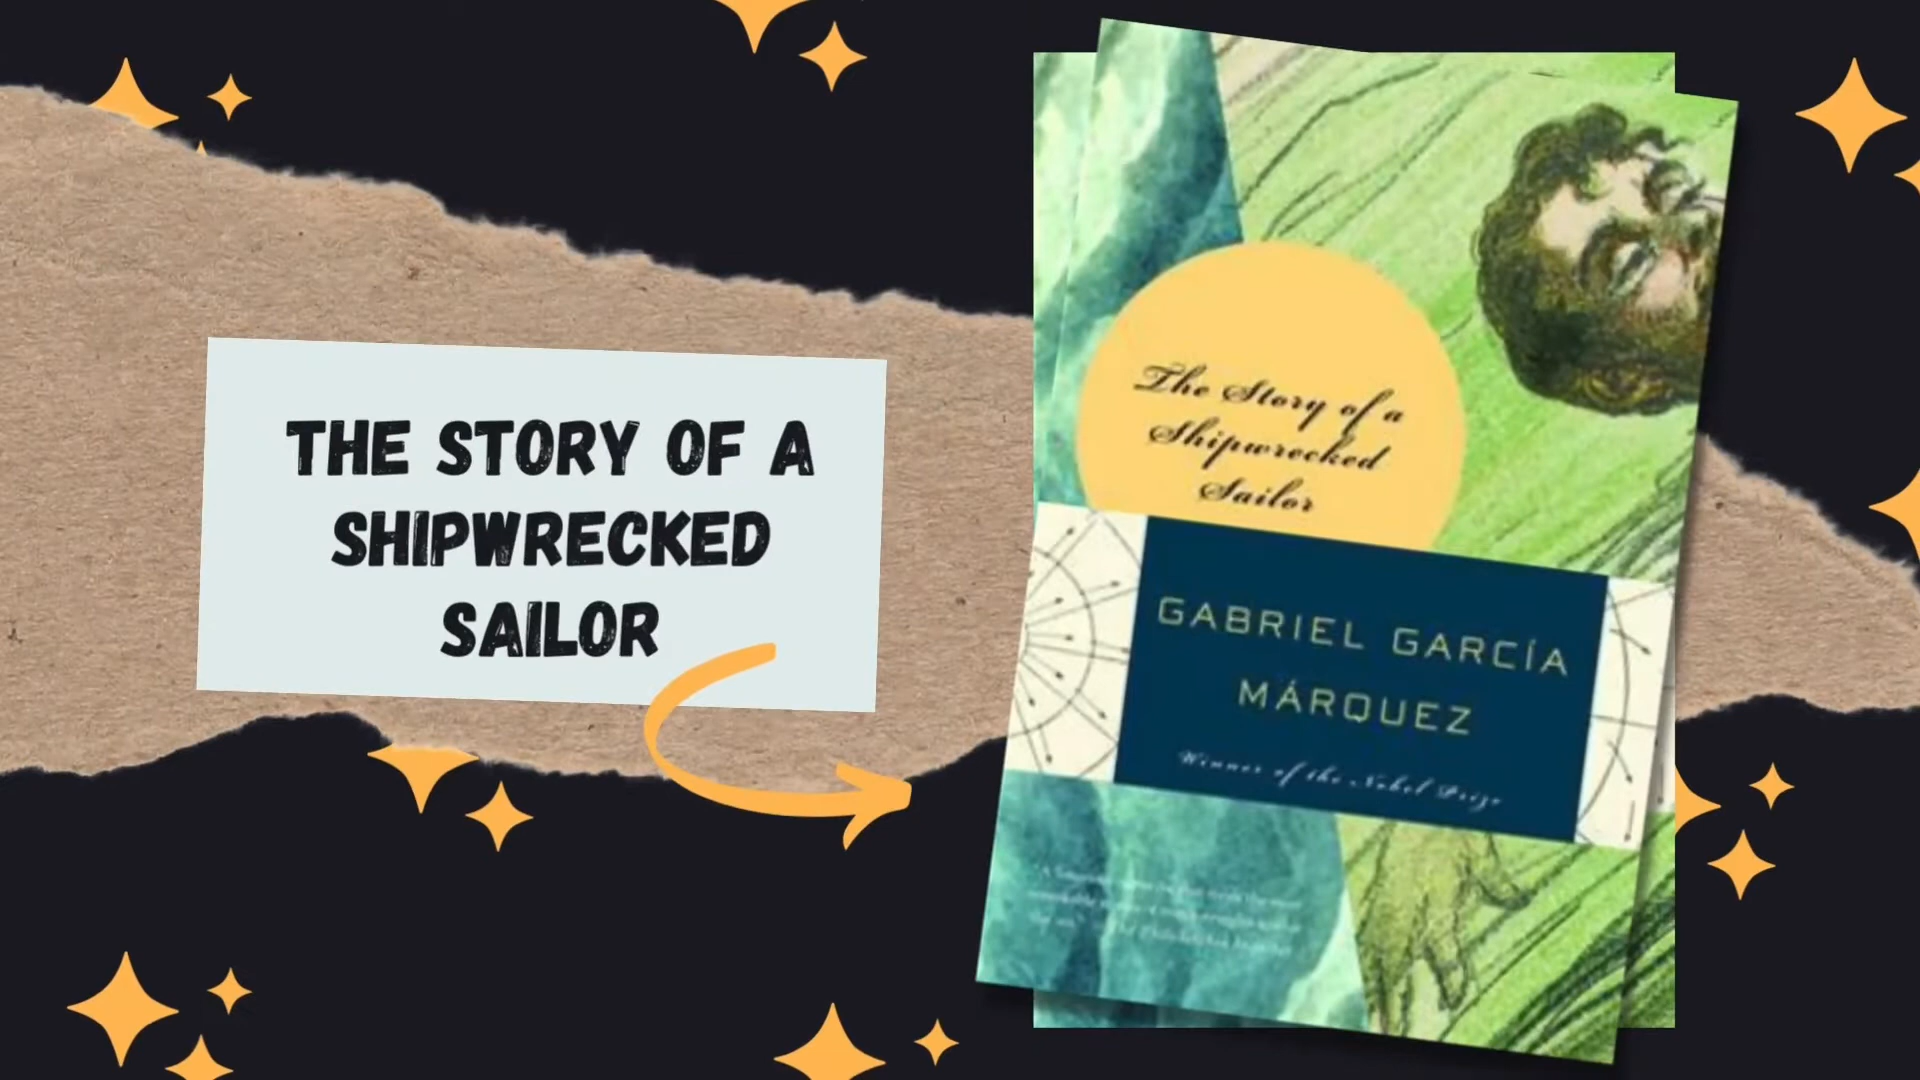 THE STORY OF A
SHIPWRECKED
SAILOR
The Story of a
Shipwrecked
Sailor
GABRIEL GARCÍA
MÁRQUEZ
Winner of the Nobel Prize